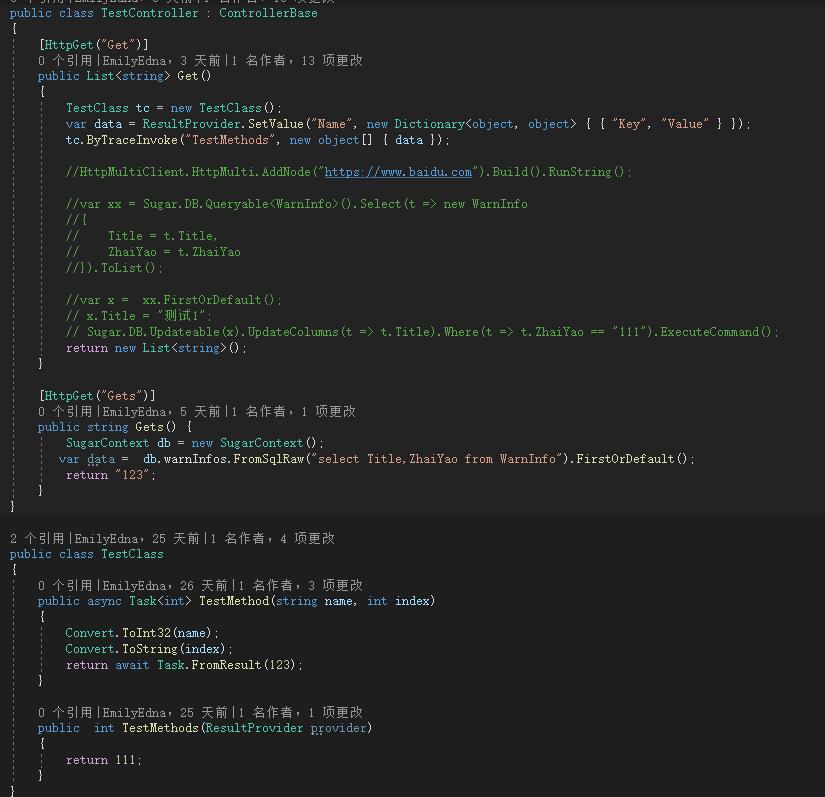 public class TestController : ControllerBase
{
[HttpGet("Get")]
0 个引用|EmilyEdna，3 天前|1 名作者，13 项更改
public List<string> Get()
{
TestClass tc = new TestClass();
var data = ResultProvider.SetValue("Name", new Dictionary<object, object> { { "Key", "Value" } });
tc.ByTraceInvoke("TestMethods", new object[] { data });
//HttpMultiClient.HttpMulti.AddNode("https://www.baidu.com").Build().RunString();
//var xx = Sugar.DB.Queryable<WarnInfo>().Select(t => new WarnInfo
//{
//    Title = t.Title,
//    ZhaiYao = t.ZhaiYao
//}).ToList();
//var x =  xx.FirstOrDefault();
// x.Title = "测试1";
// Sugar.DB.Updateable(x).UpdateColumns(t => t.Title).Where(t => t.ZhaiYao == "111").ExecuteCommand();
return new List<string>();
}
[HttpGet("Gets")]
0 个引用|EmilyEdna，5 天前|1 名作者，1 项更改
public string Gets() {
SugarContext db = new SugarContext();
var data =  db.warnInfos.FromSqlRaw("select Title,ZhaiYao from WarnInfo").FirstOrDefault();
return "123";
}
}
2 个引用|EmilyEdna，25 天前|1 名作者，4 项更改
public class TestClass
{
0 个引用|EmilyEdna，26 天前|1 名作者，3 项更改
public async Task<int> TestMethod(string name, int index)
{
Convert.ToInt32(name);
Convert.ToString(index);
return await Task.FromResult(123);
}
0 个引用|EmilyEdna，25 天前|1 名作者，1 项更改
public  int TestMethods(ResultProvider provider)
{
return 111;
}
}